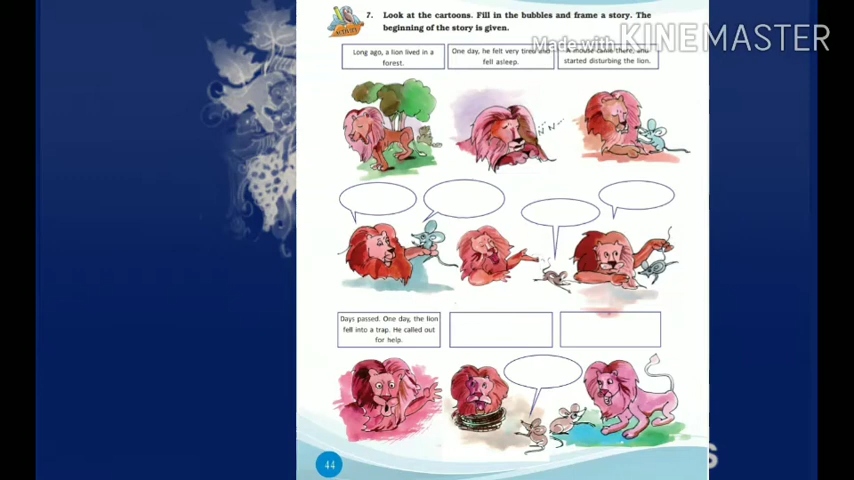 ACTIVITY
7. Look at the cartoons. Fill in the bubbles and frame a story. The
beginning of the story is given.
Made with KINEMASTER
Long ago, a lion lived in a
forest.
One day, he felt very tired and
fell asleep.
A mouse came there, and
started disturbing the lion.
Days passed. One day, the lion
fell into a trap. He called out
for help.
44
s